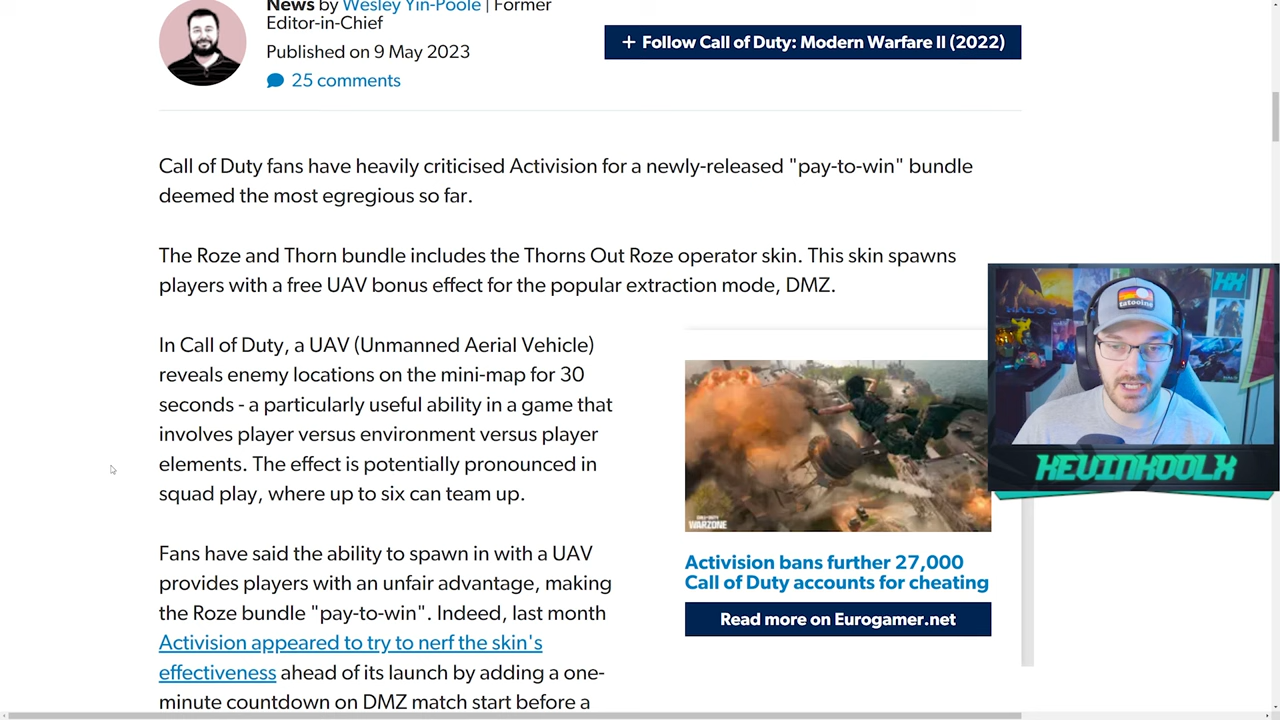 News by Wesley Yin-Poole | Former
Editor-in-Chief
Published on 9 May 2023
25 comments
+ Follow Call of Duty: Modern Warfare II (2022)
Call of Duty fans have heavily criticised Activision for a newly-released "pay-to-win" bundle
deemed the most egregious so far.
The Roze and Thorn bundle includes the Thorns Out Roze operator skin. This skin spawns
players with a free UAV bonus effect for the popular extraction mode, DMZ.
In Call of Duty, a UAV (Unmanned Aerial Vehicle)
reveals enemy locations on the mini-map for 30
seconds - a particularly useful ability in a game that
involves player versus environment versus player
elements. The effect is potentially pronounced in
squad play, where up to six can team up.
Fans have said the ability to spawn in with a UAV
provides players with an unfair advantage, making
the Roze bundle "pay-to-win". Indeed, last month
Activision appeared to try to nerf the skin's
effectiveness ahead of its launch by adding a one-
minute countdown on DMZ match start before a
WARZONE
Activision bans further 27,000
Call of Duty accounts for cheating
Read more on Eurogamer.net
tatooine
KEVINKOOLX